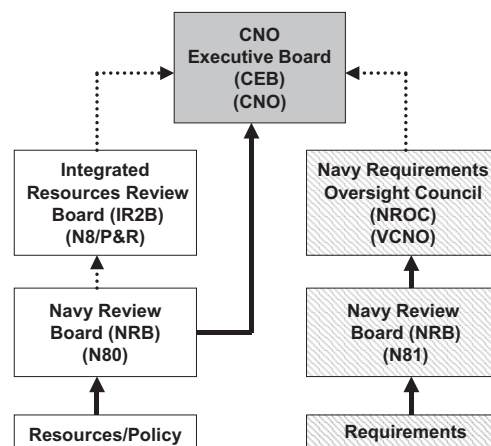 CNO
Executive Board
(CEB)
(CNO)
Integrated
Resources Review
Board (IR2B)
(N8/P&R)
Navy Requirements
Oversight Council
(NROC)
(VCNO)
Navy Review
Board (NRB)
(N80)
Navy Review
Board (NRB)
(N81)
Resources/Policy
Requirements